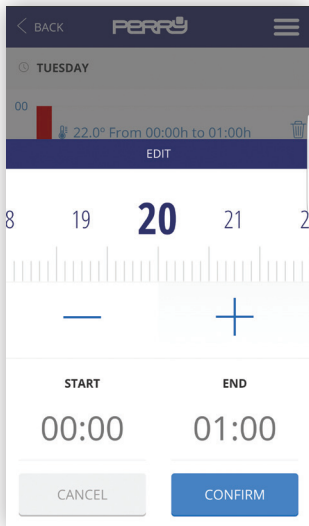 BACK PERRY
TUESDAY
00
22.0° From 00:00h to 01:00h
EDIT
8 19 20 21 2
START END
00:00 01:00
CANCEL CONFIRM